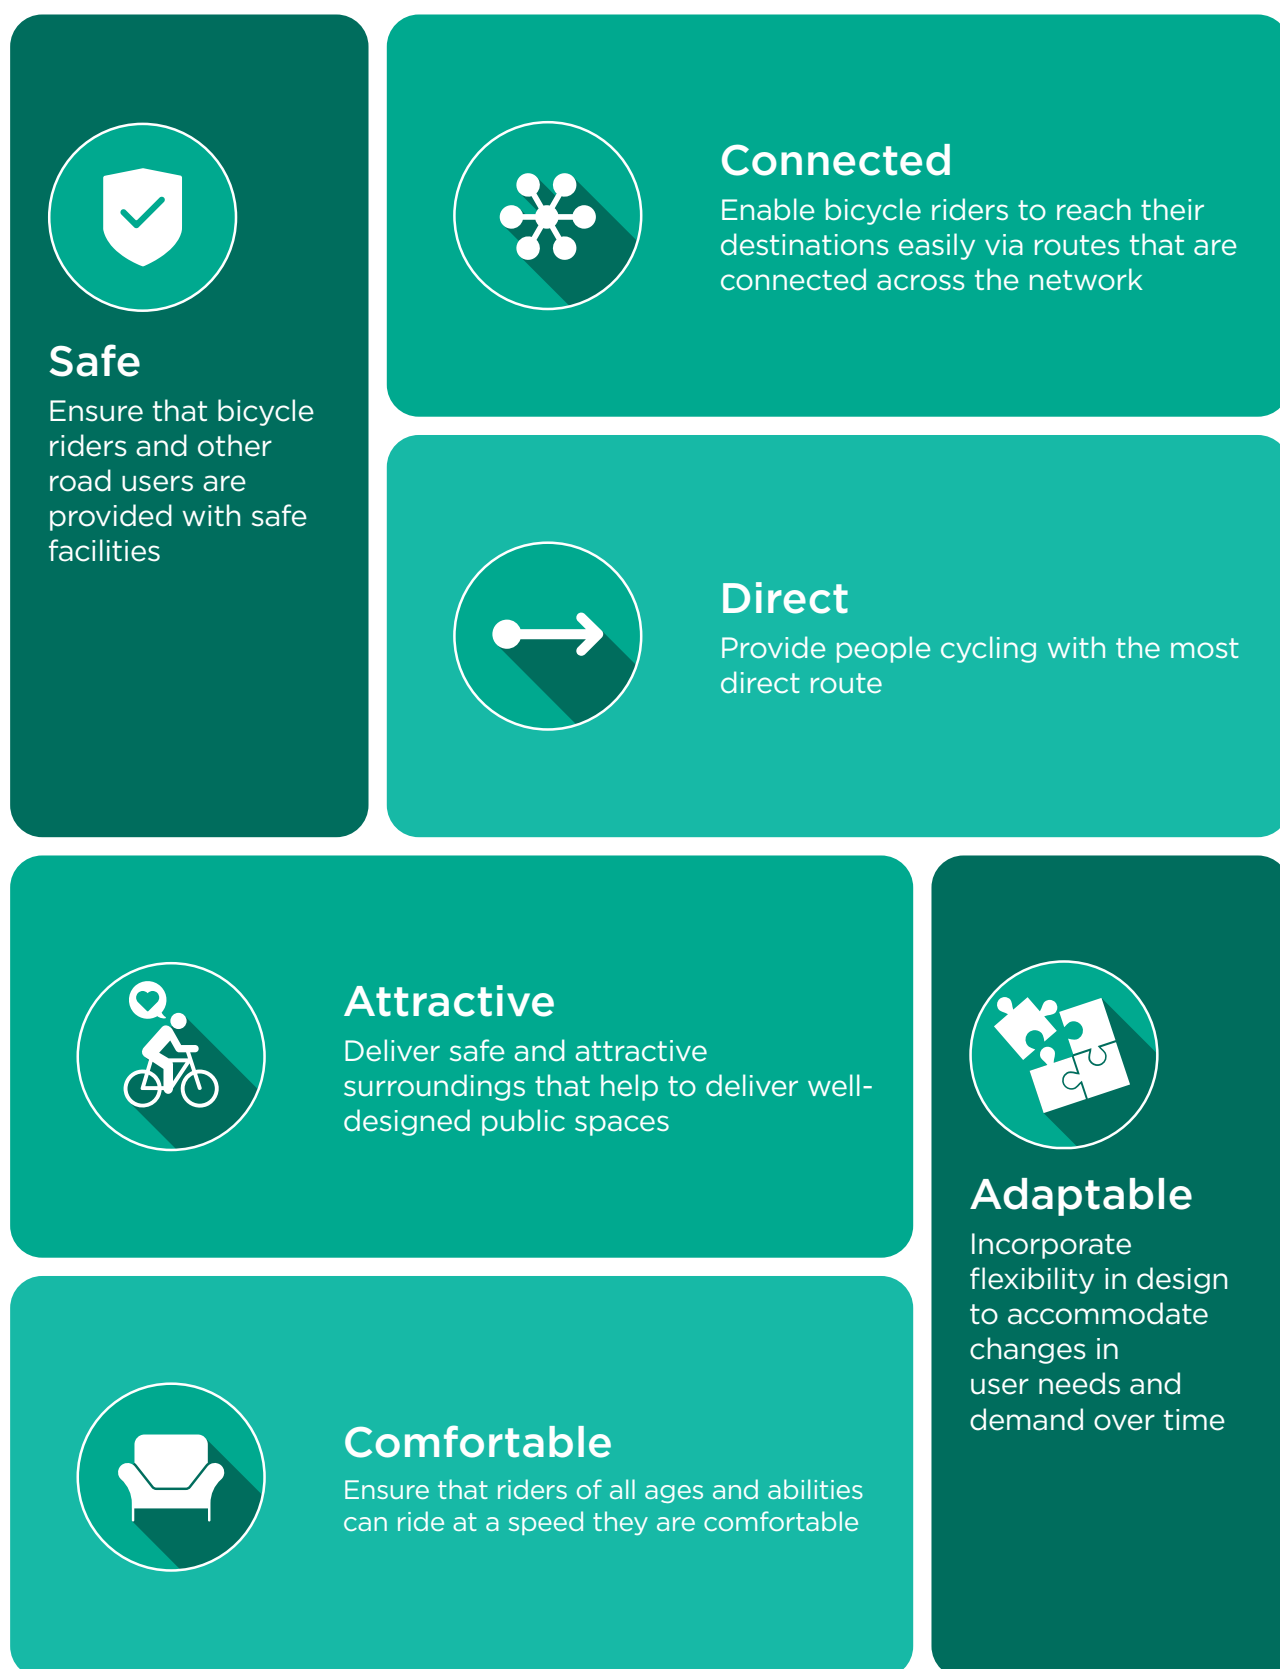 Safe
Ensure that bicycle
riders and other
road users are
provided with safe
facilities
Connected
Enable bicycle riders to reach their
destinations easily via routes that are
connected across the network
Direct
Provide people cycling with the most
direct route
Attractive
Deliver safe and attractive
surroundings that help to deliver well-
designed public spaces
Comfortable
Ensure that riders of all ages and abilities
can ride at a speed they are comfortable
Adaptable
Incorporate
flexibility in design
to accommodate
changes in
user needs and
demand over time